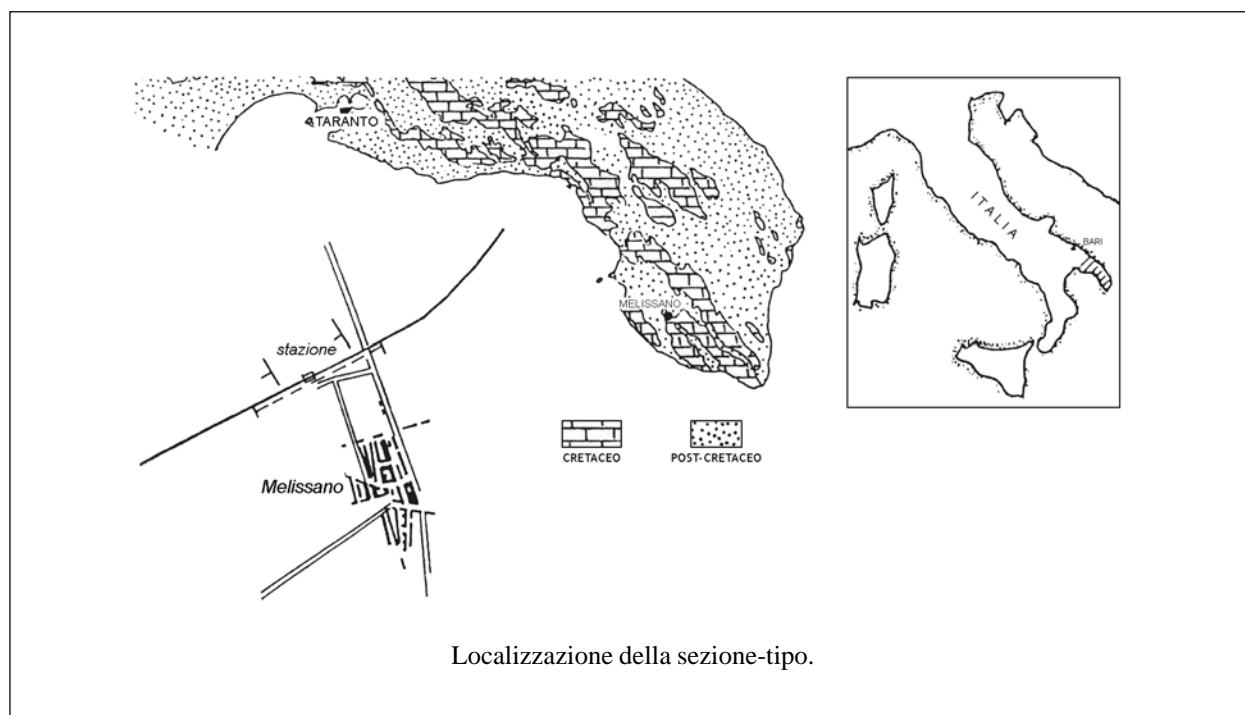 TARANTO
MELISSANO
ITALIA
BARI
stazione
Melissano
CRETACEO
POST-CRETACEO
Localizzazione della sezione-tipo.